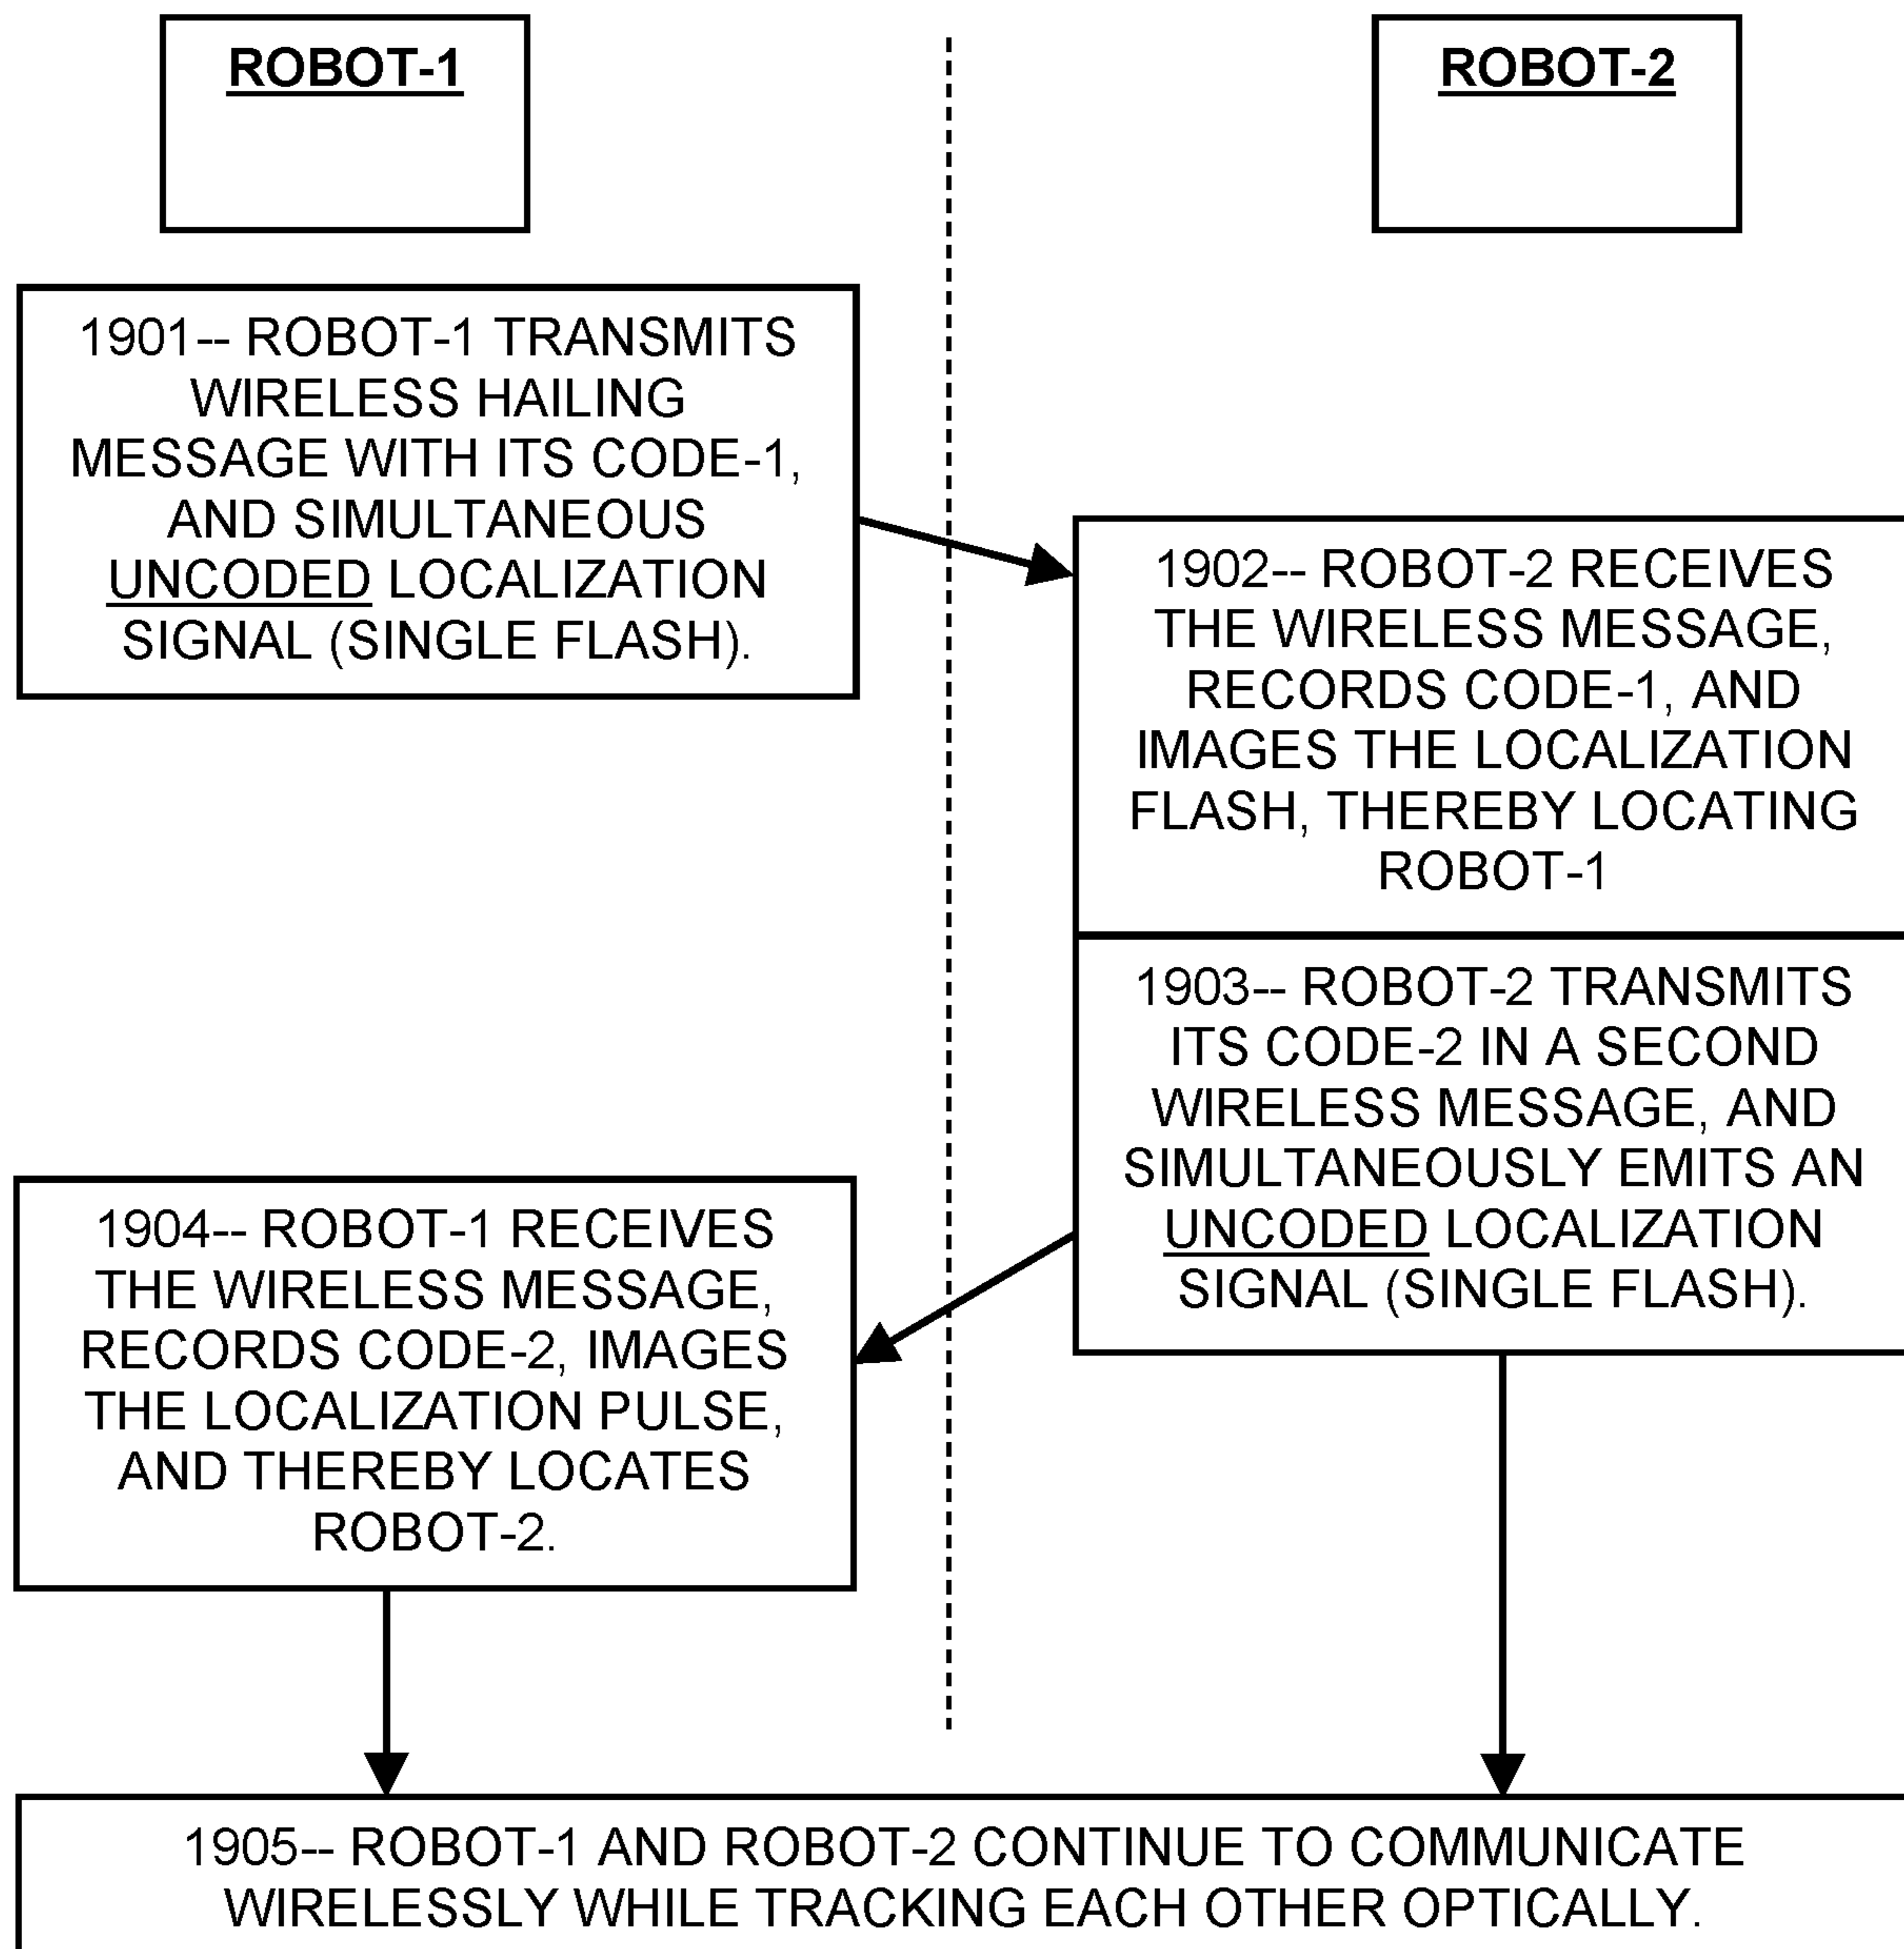 ROBOT-1
ROBOT-2
1901-- ROBOT-1 TRANSMITS
WIRELESS HAILING
MESSAGE WITH ITS CODE-1,
AND SIMULTANEOUS
UNCODED LOCALIZATION
SIGNAL (SINGLE FLASH).
1902-- ROBOT-2 RECEIVES
THE WIRELESS MESSAGE,
RECORDS CODE-1, AND
IMAGES THE LOCALIZATION
FLASH, THEREBY LOCATING
ROBOT-1
1903-- ROBOT-2 TRANSMITS
ITS CODE-2 IN A SECOND
WIRELESS MESSAGE, AND
SIMULTANEOUSLY EMITS AN
UNCODED LOCALIZATION
SIGNAL (SINGLE FLASH).
1904-- ROBOT-1 RECEIVES
THE WIRELESS MESSAGE,
RECORDS CODE-2, IMAGES
THE LOCALIZATION PULSE,
AND THEREBY LOCATES
ROBOT-2.
1905-- ROBOT-1 AND ROBOT-2 CONTINUE TO COMMUNICATE
WIRELESSLY WHILE TRACKING EACH OTHER OPTICALLY.